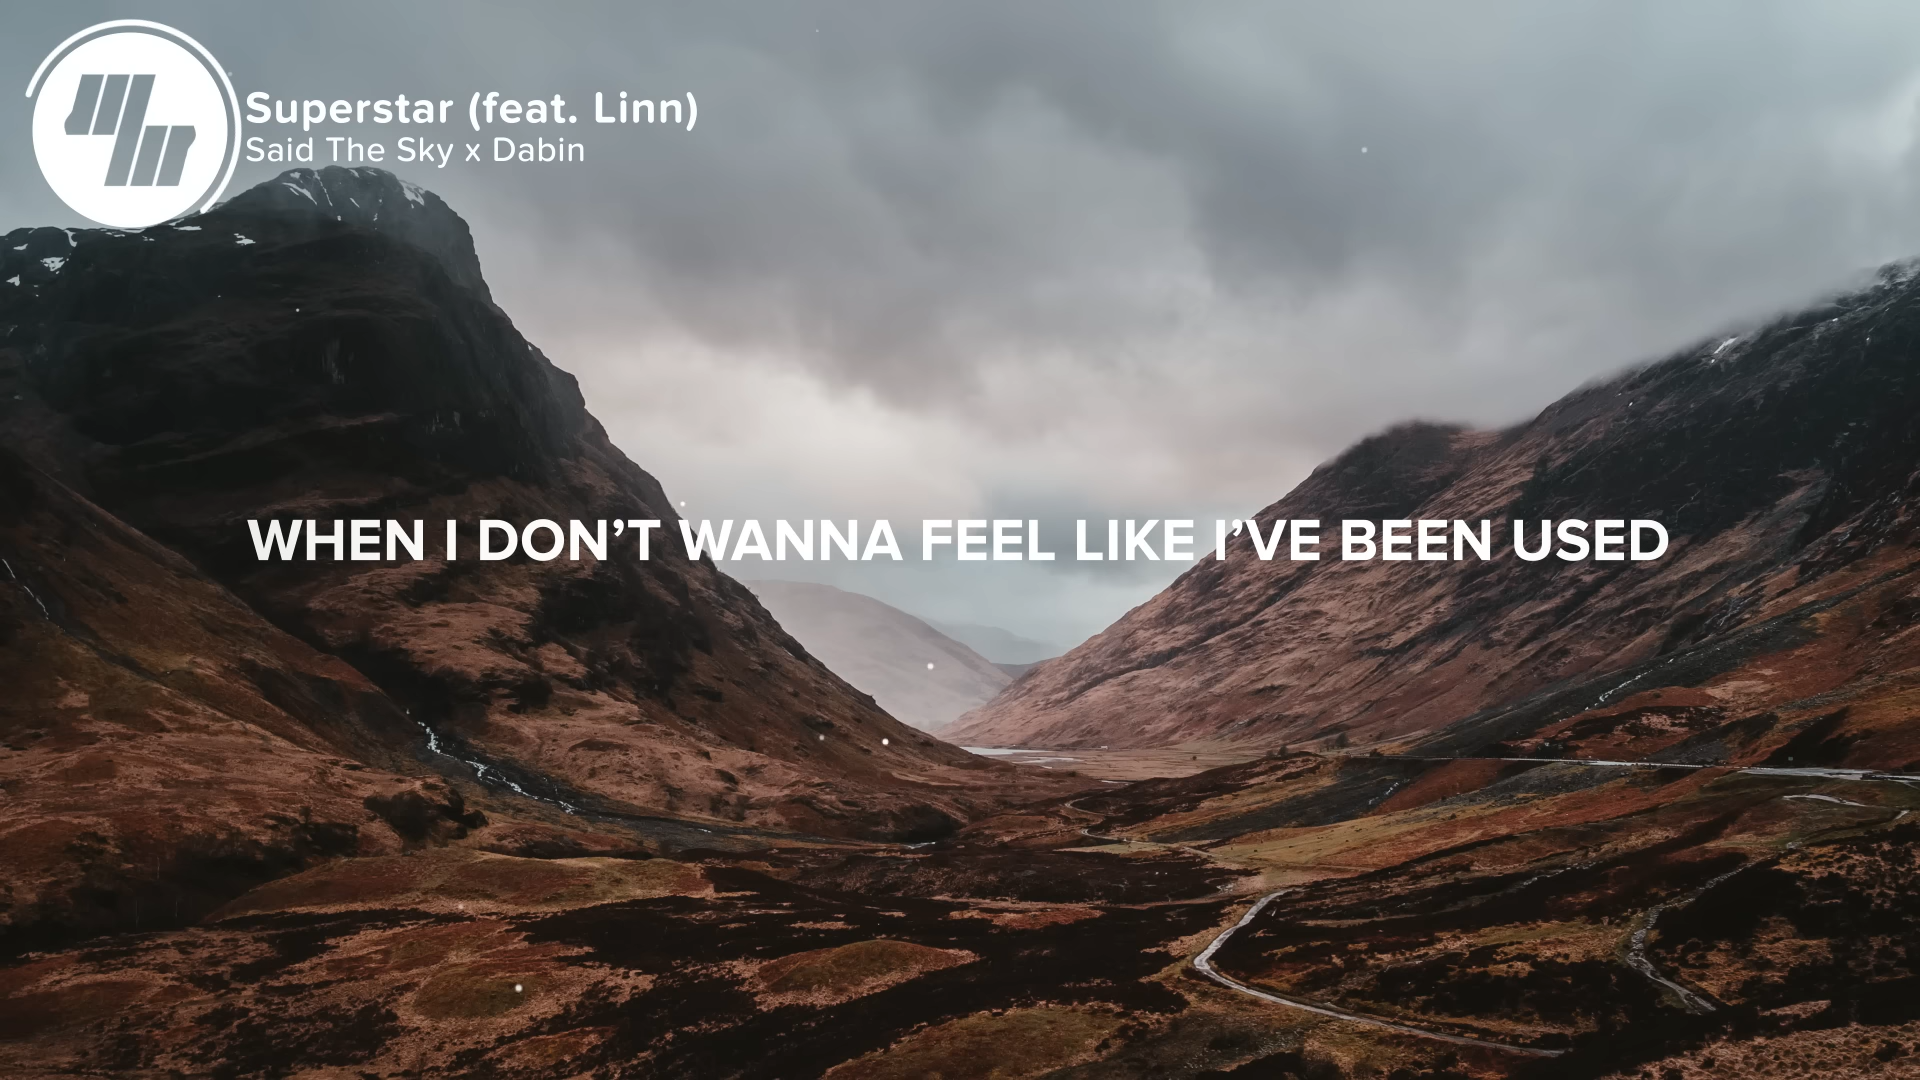 Superstar (feat. Linn)
Said The Sky x Dabin
WHEN I DON’T WANNA FEEL LIKE I’VE BEEN USED